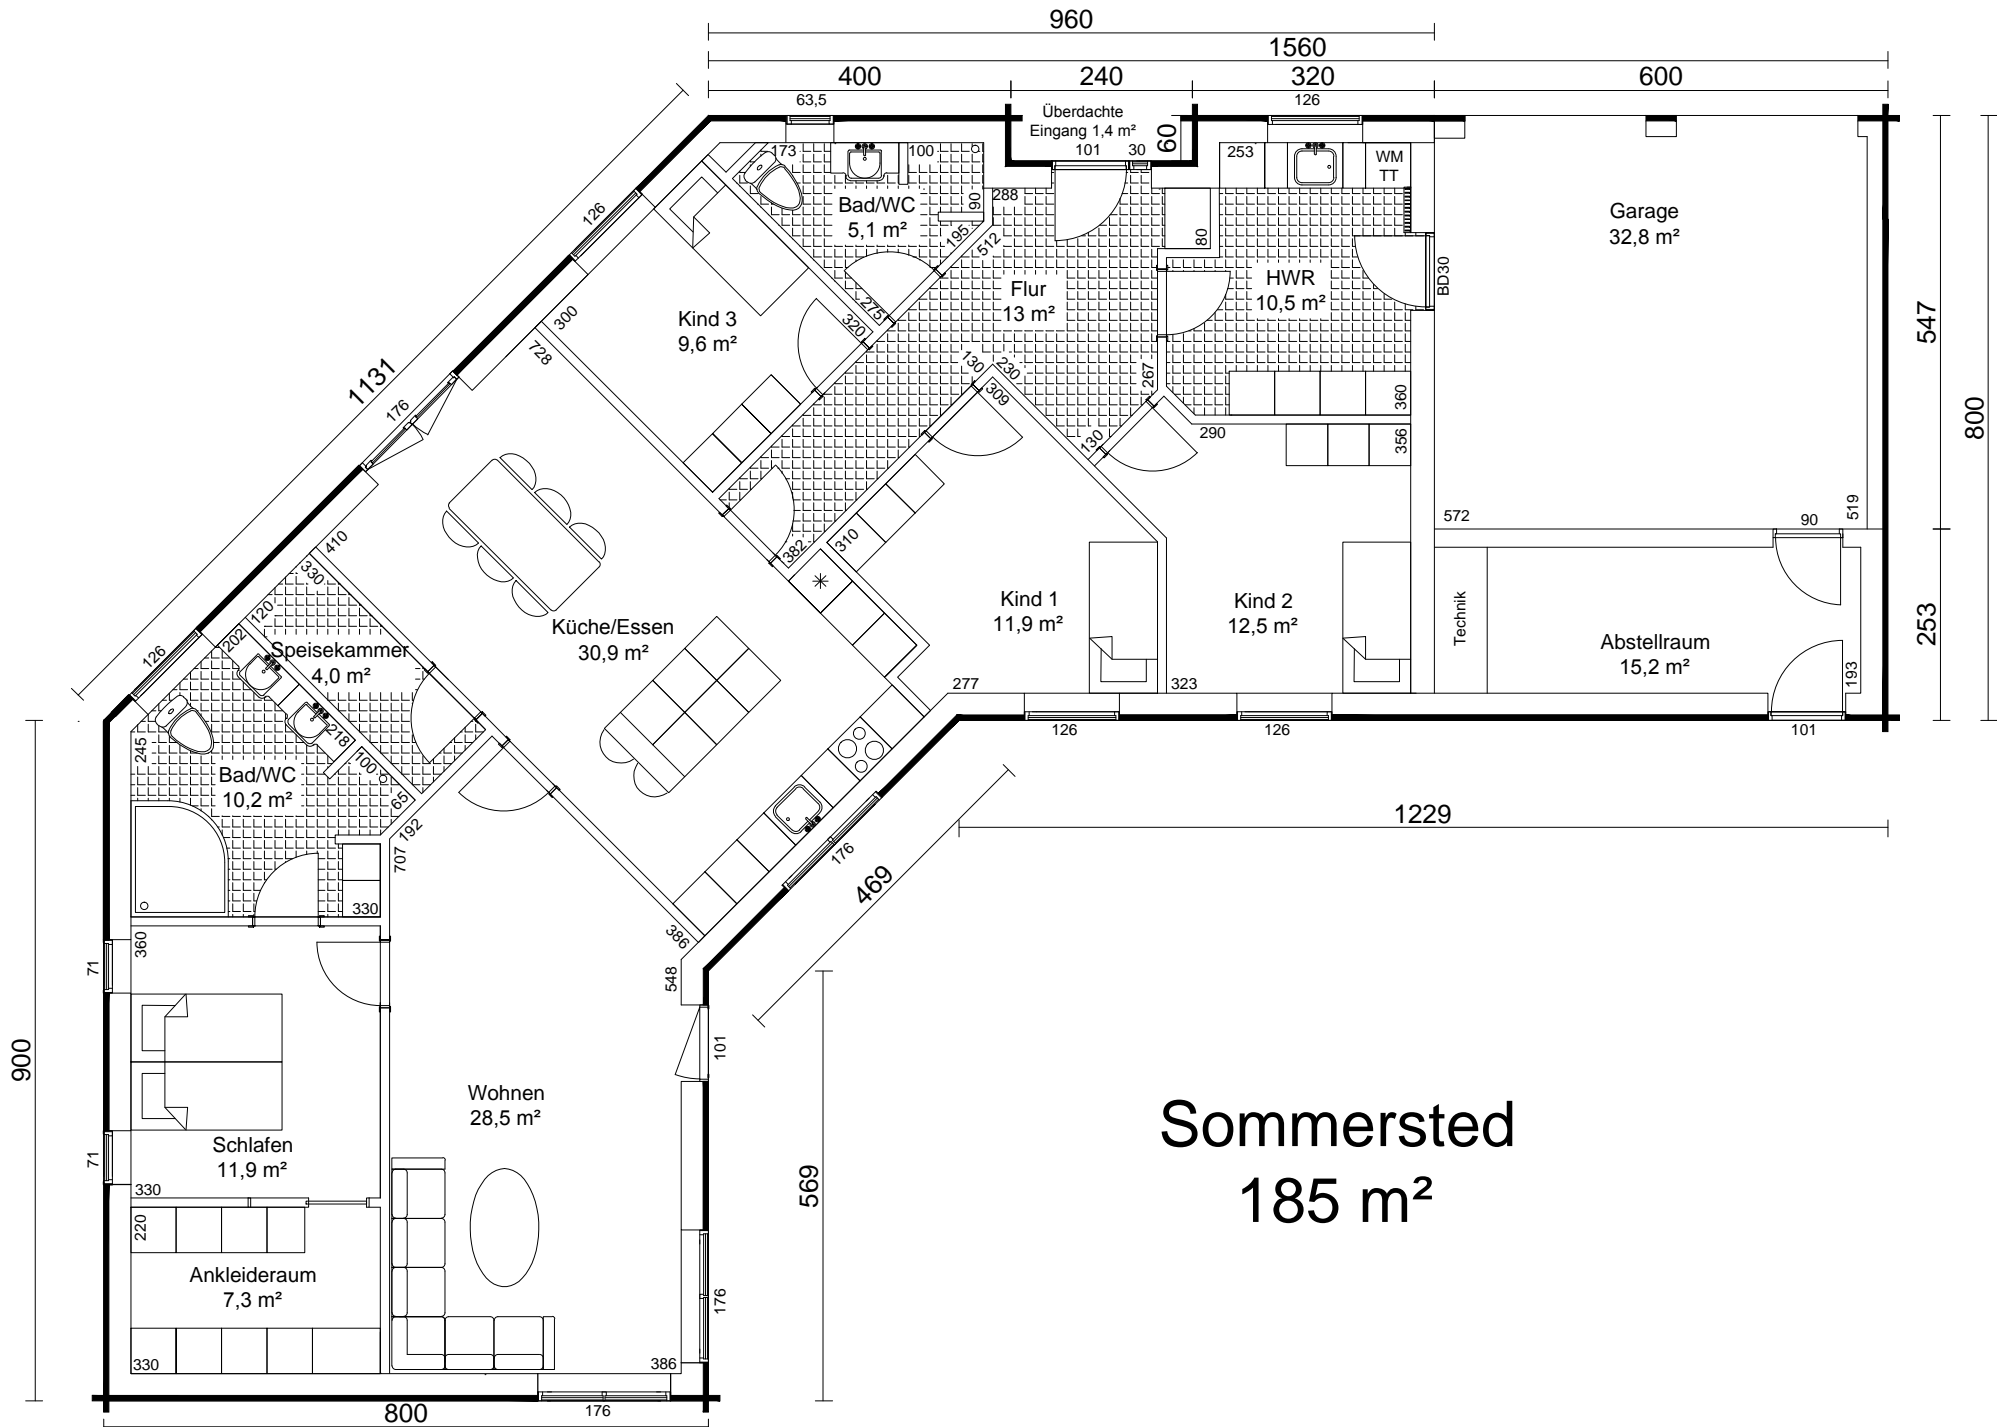 960
1560
400
240
320
600
63,5
126
Überdachte
Eingang 1,4 m²
60
101
30
173
100
253
WM
TT
288
90
Bad/WC
5,1 m²
195
512
80
126
Garage
32,8 m²
Flur
13 m²
HWR
10,5 m²
BD30
275
320
300
728
Kind 3
9,6 m²
547
800
1131
176
130
230
309
267
360
130
290
356
572
90
519
410
330
382
310
120
202
Speisekammer
4,0 m²
Küche/Essen
30,9 m²
Kind 1
11,9 m²
Kind 2
12,5 m²
Technik
Abstellraum
15,2 m²
253
193
126
277
323
126
126
101
245
218
Bad/WC
10,2 m²
100
65
192
707
330
176
469
1229
386
548
360
71
101
900
Wohnen
28,5 m²
Schlafen
11,9 m²
71
330
220
569
Sommersted
185 m²
Ankleideraum
7,3 m²
176
330
386
800
176